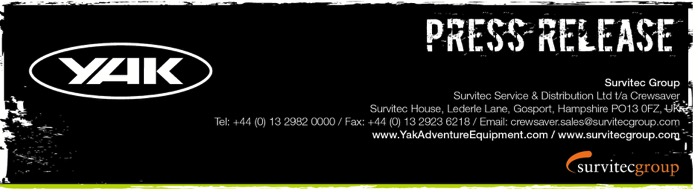 PRESS RELEASE
YAK
Survitec Group
Survitec Service & Distribution Ltd t/a Crewsaver
Survitec House, Lederle Lane, Gosport, Hampshire PO13 0FZ, UK
Tel: +44 (0) 13 2982 0000 / Fax: +44 (0) 13 2923 6218 / Email: crewsaver.sales@survitecgroup.com
www.YakAdventureEquipment.com / www.survitecgroup.com
survitecgroup